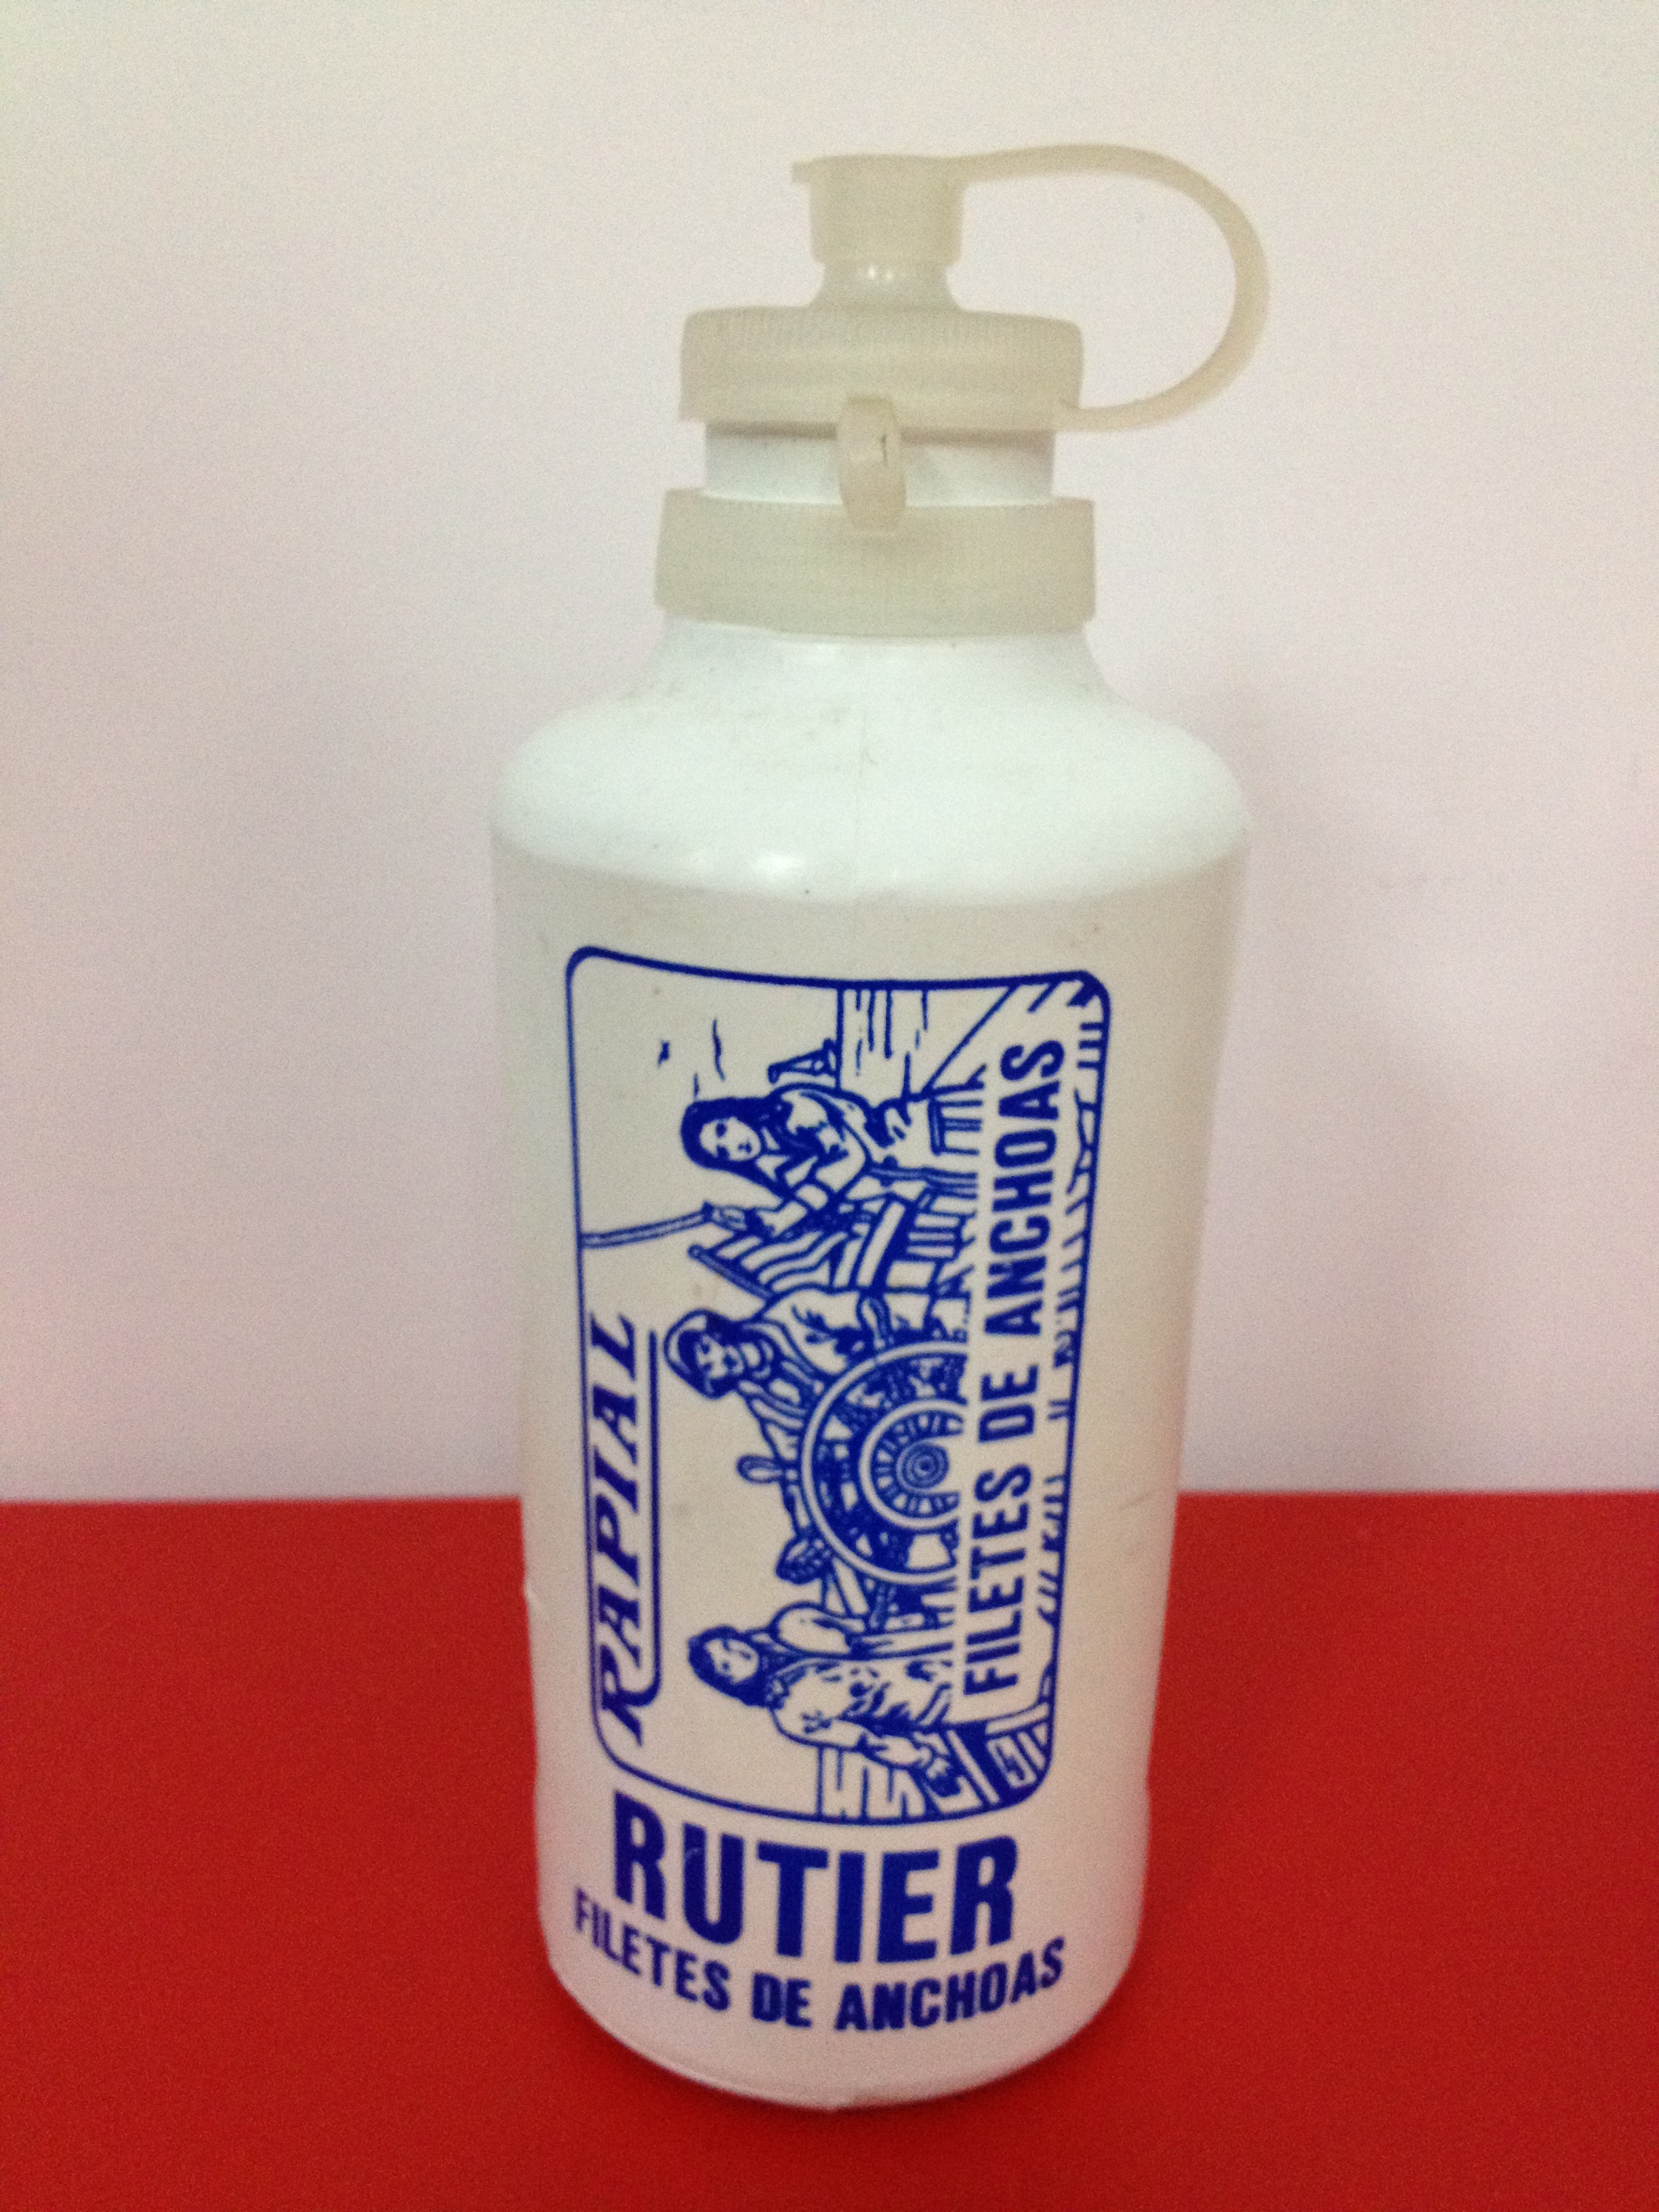 RAPIAL
FILETES DE ANCHOAS
RUTIER
FILETES DE ANCHOAS